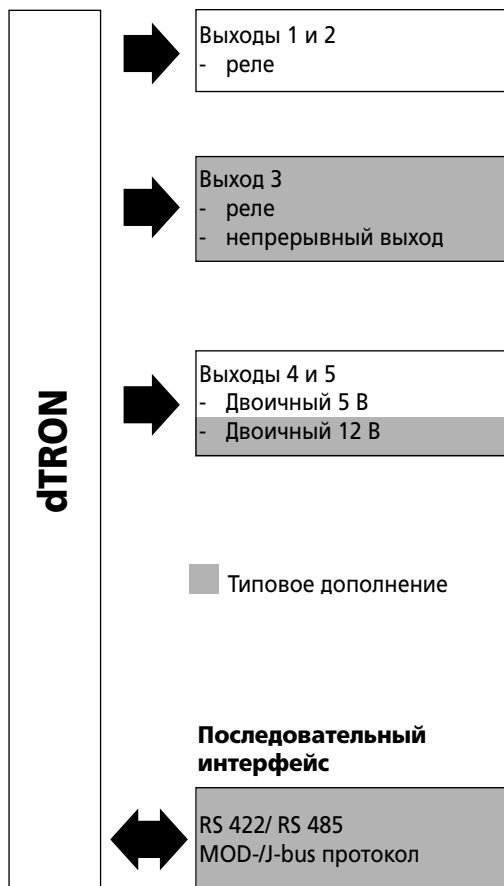 dTRON
Выходы 1 и 2
- реле
Выход 3
- реле
- непрерывный выход
Выходы 4 и 5
- Двоичный 5 В
- Двоичный 12 В
Типовое дополнение
Последовательный
интерфейс
RS 422/ RS 485
MOD-/J-bus протокол